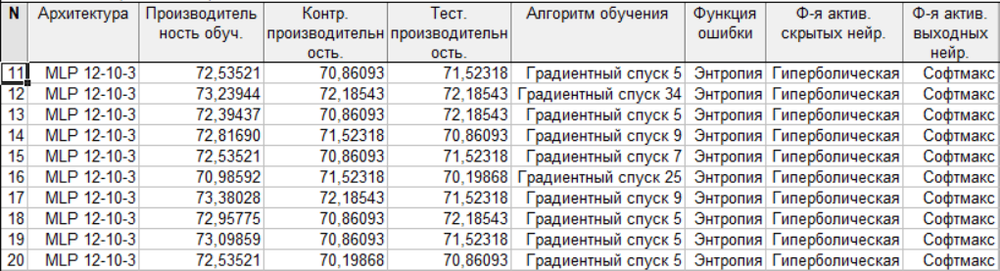 N Архитектура Производитель Контр. Тест. Алгоритм обучения Функция Ф-я актив. Ф-я актив.
ность обуч. производительн производительн ошибки скрытых нейр. выходных
ость. ость. нейр.
11 MLP 12-10-3 72,53521 70,86093 71,52318 Градиентный спуск 5 Энтропия Гиперболическая Софтмакс
12 MLP 12-10-3 73,23944 72,18543 72,18543 Градиентный спуск 34 Энтропия Гиперболическая Софтмакс
13 MLP 12-10-3 72,39437 70,86093 72,18543 Градиентный спуск 5 Энтропия Гиперболическая Софтмакс
14 MLP 12-10-3 72,81690 71,52318 70,86093 Градиентный спуск 9 Энтропия Гиперболическая Софтмакс
15 MLP 12-10-3 72,53521 70,86093 71,52318 Градиентный спуск 7 Энтропия Гиперболическая Софтмакс
16 MLP 12-10-3 70,98592 71,52318 70,19868 Градиентный спуск 25 Энтропия Гиперболическая Софтмакс
17 MLP 12-10-3 73,38028 72,18543 71,52318 Градиентный спуск 9 Энтропия Гиперболическая Софтмакс
18 MLP 12-10-3 72,95775 70,86093 72,18543 Градиентный спуск 5 Энтропия Гиперболическая Софтмакс
19 MLP 12-10-3 73,09859 70,86093 71,52318 Градиентный спуск 5 Энтропия Гиперболическая Софтмакс
20 MLP 12-10-3 72,53521 70,19868 70,86093 Градиентный спуск 5 Энтропия Гиперболическая Софтмакс